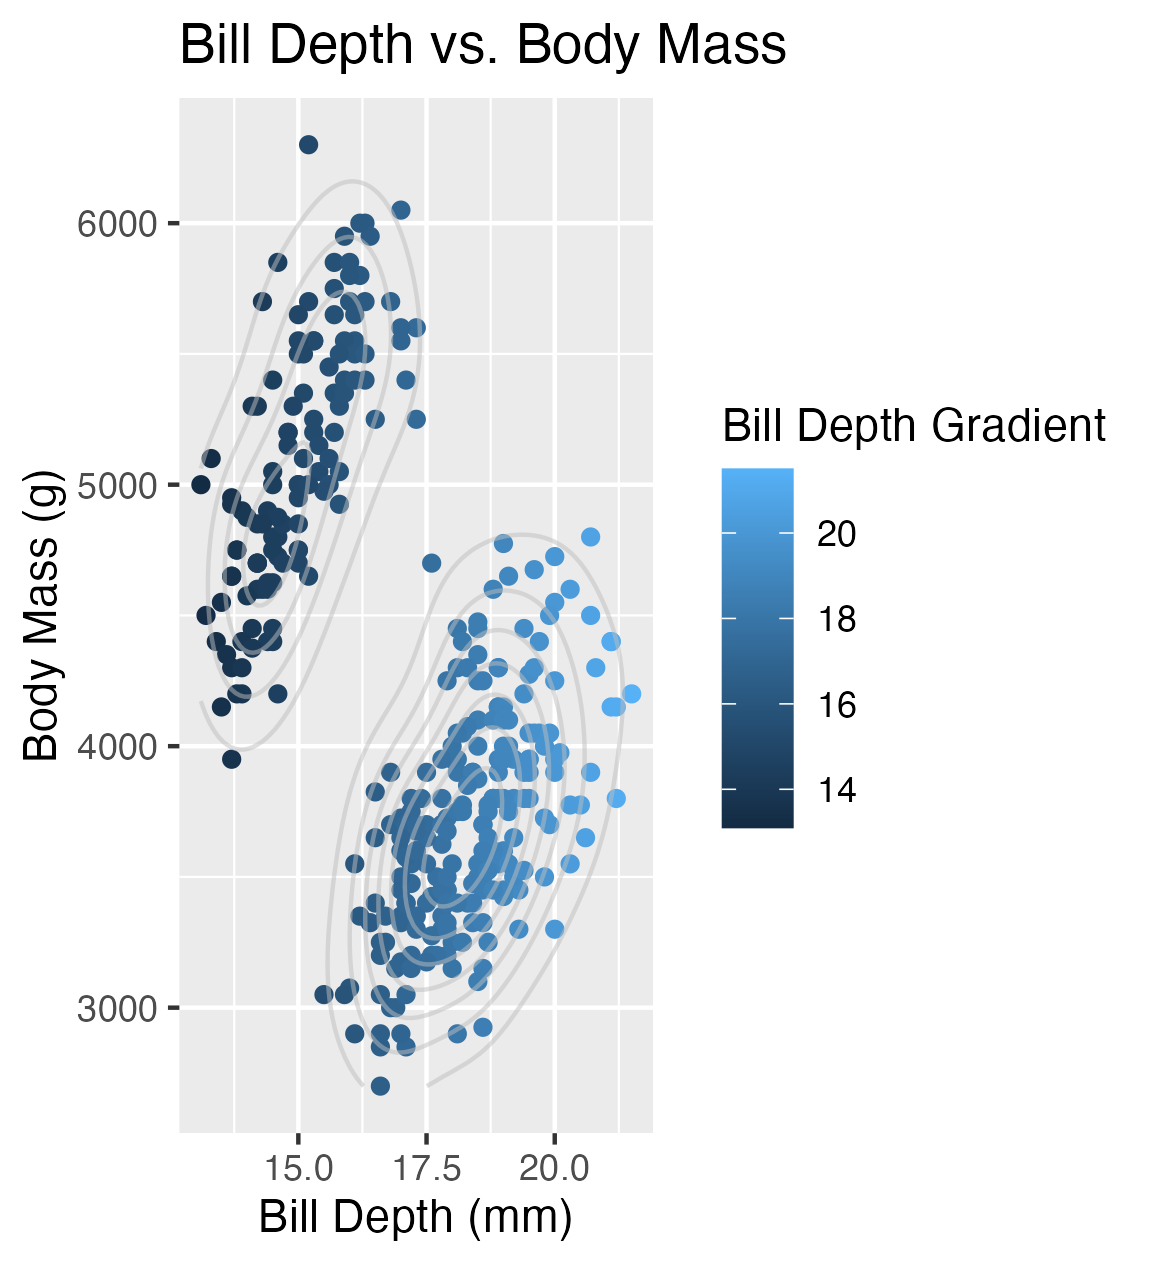 Bill Depth vs. Body Mass
6000
5000
4000
3000
Body Mass (g)
15.0 17.5 20.0
Bill Depth (mm)
Bill Depth Gradient
20
18
16
14